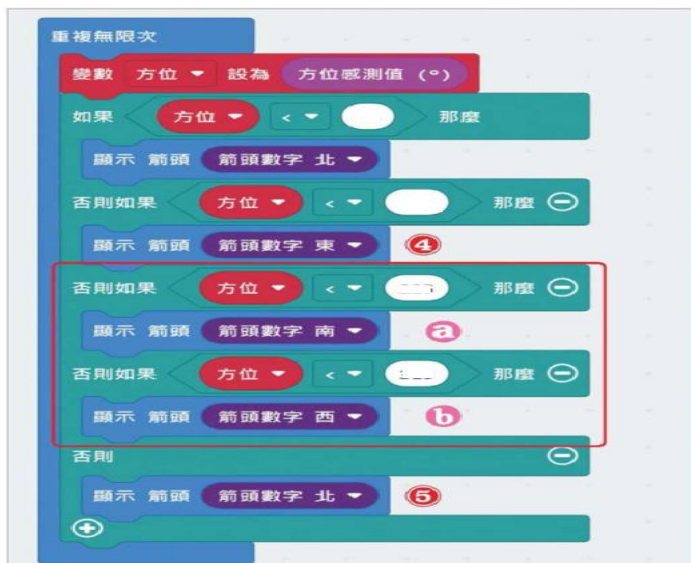 重複無限次
變數 方位 設為 方位感測值 (°)
如果 方位 < 那麼
顯示 箭頭 箭頭數字 北
否則如果 方位 < 那麼
顯示 箭頭 箭頭數字 東 4
否則如果 方位 < 那麼
顯示 箭頭 箭頭數字 南 a
否則如果 方位 < 那麼
顯示 箭頭 箭頭數字 西 b
否則
顯示 箭頭 箭頭數字 北 5